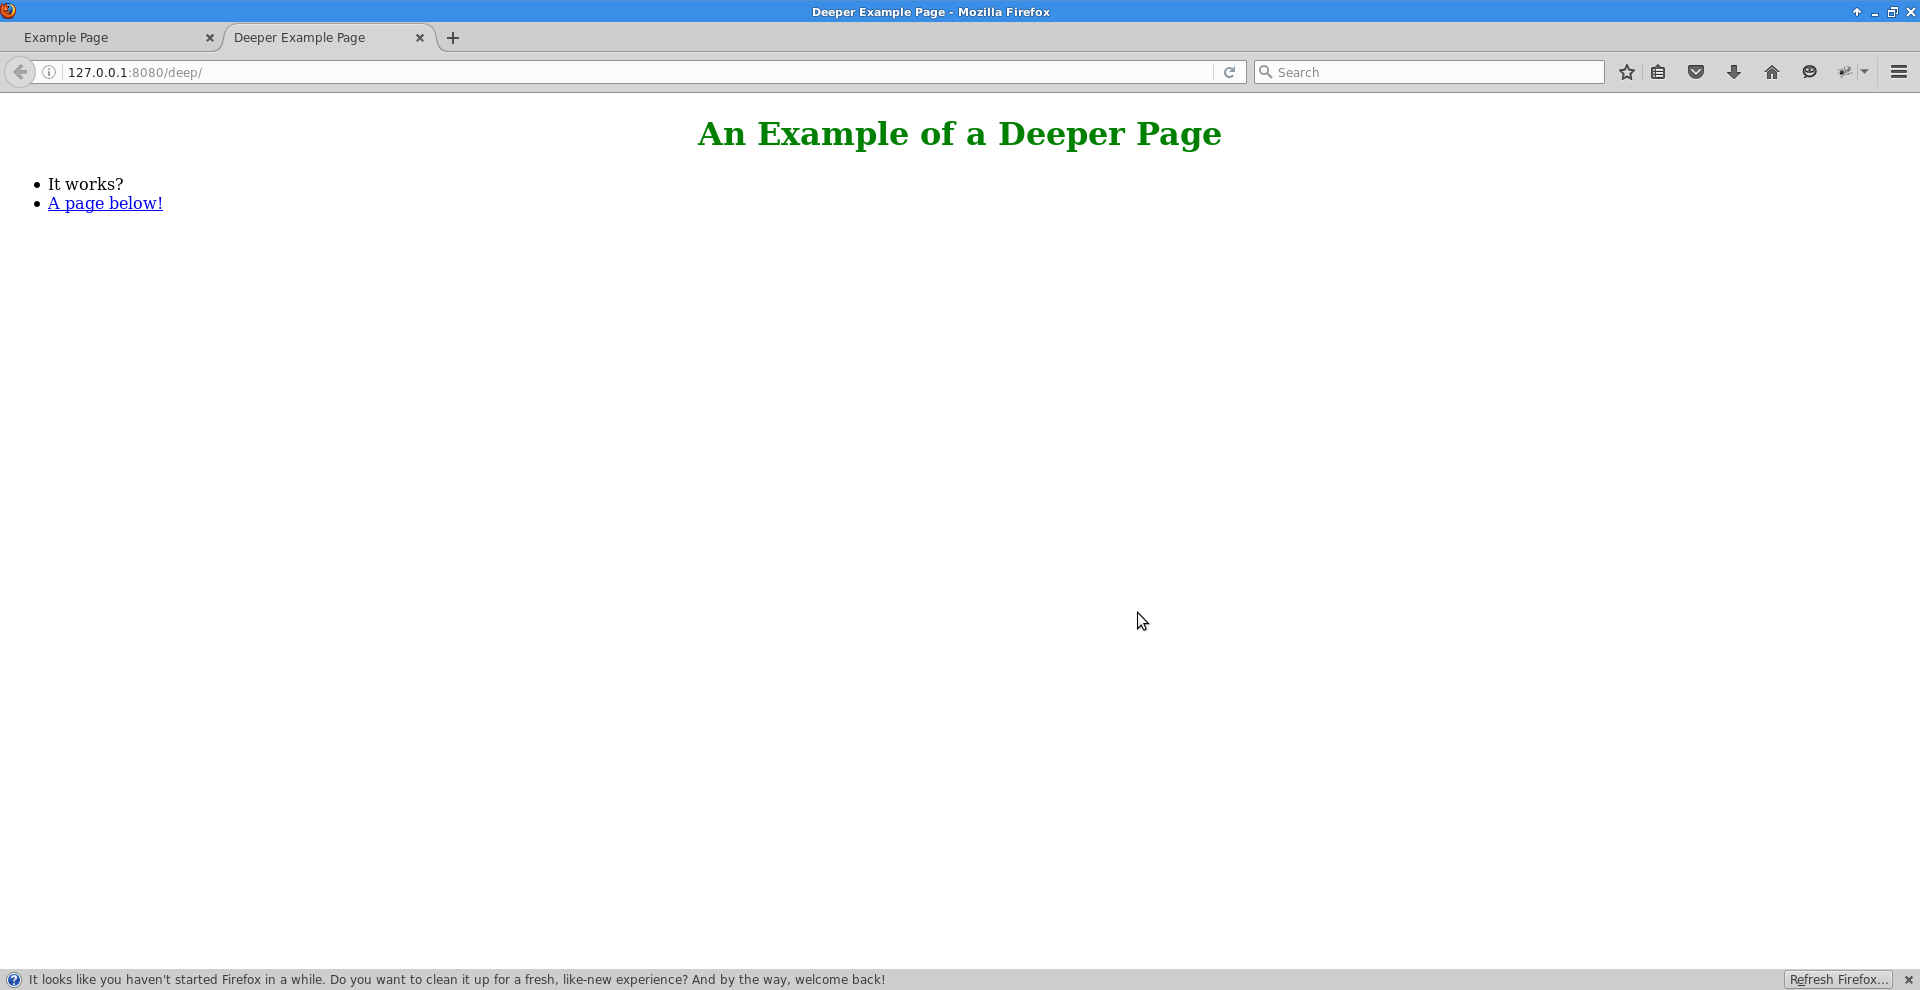 Deeper Example Page - Mozilla Firefox
Example Page
Deeper Example Page
127.0.0.1:8080/deep/
Search
An Example of a Deeper Page
It works?
A page below!
It looks like you haven't started Firefox in a while. Do you want to clean it up for a fresh, like-new experience? And by the way, welcome back!
Refresh Firefox...